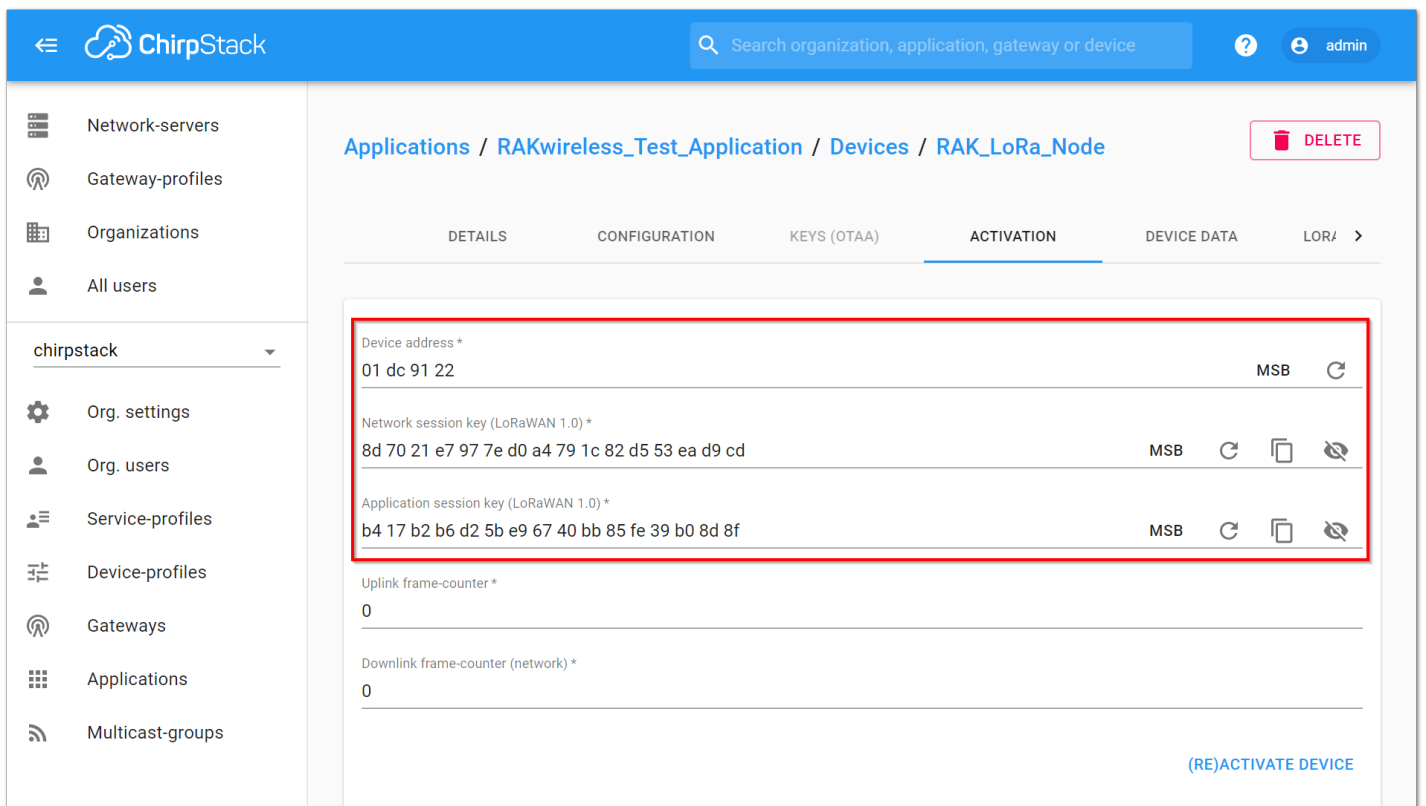 ChirpStack
Search organization, application, gateway or device
? admin
Network-servers
Gateway-profiles
Organizations
All users
chirpstack
Org. settings
Org. users
Service-profiles
Device-profiles
Gateways
Applications
Multicast-groups
Applications / RAKwireless_Test_Application / Devices / RAK_LoRa_Node
DELETE
DETAILS CONFIGURATION KEYS (OTAA) ACTIVATION DEVICE DATA LORA
Device address *
01 dc 91 22 MSB
Network session key (LoRaWAN 1.0) *
8d 70 21 e7 97 7e d0 a4 79 1c 82 d5 53 ea d9 cd MSB
Application session key (LoRaWAN 1.0) *
b4 17 b2 b6 d2 5b e9 67 40 bb 85 fe 39 b0 8d 8f MSB
Uplink frame-counter *
0
Downlink frame-counter (network) *
0
(RE)ACTIVATE DEVICE